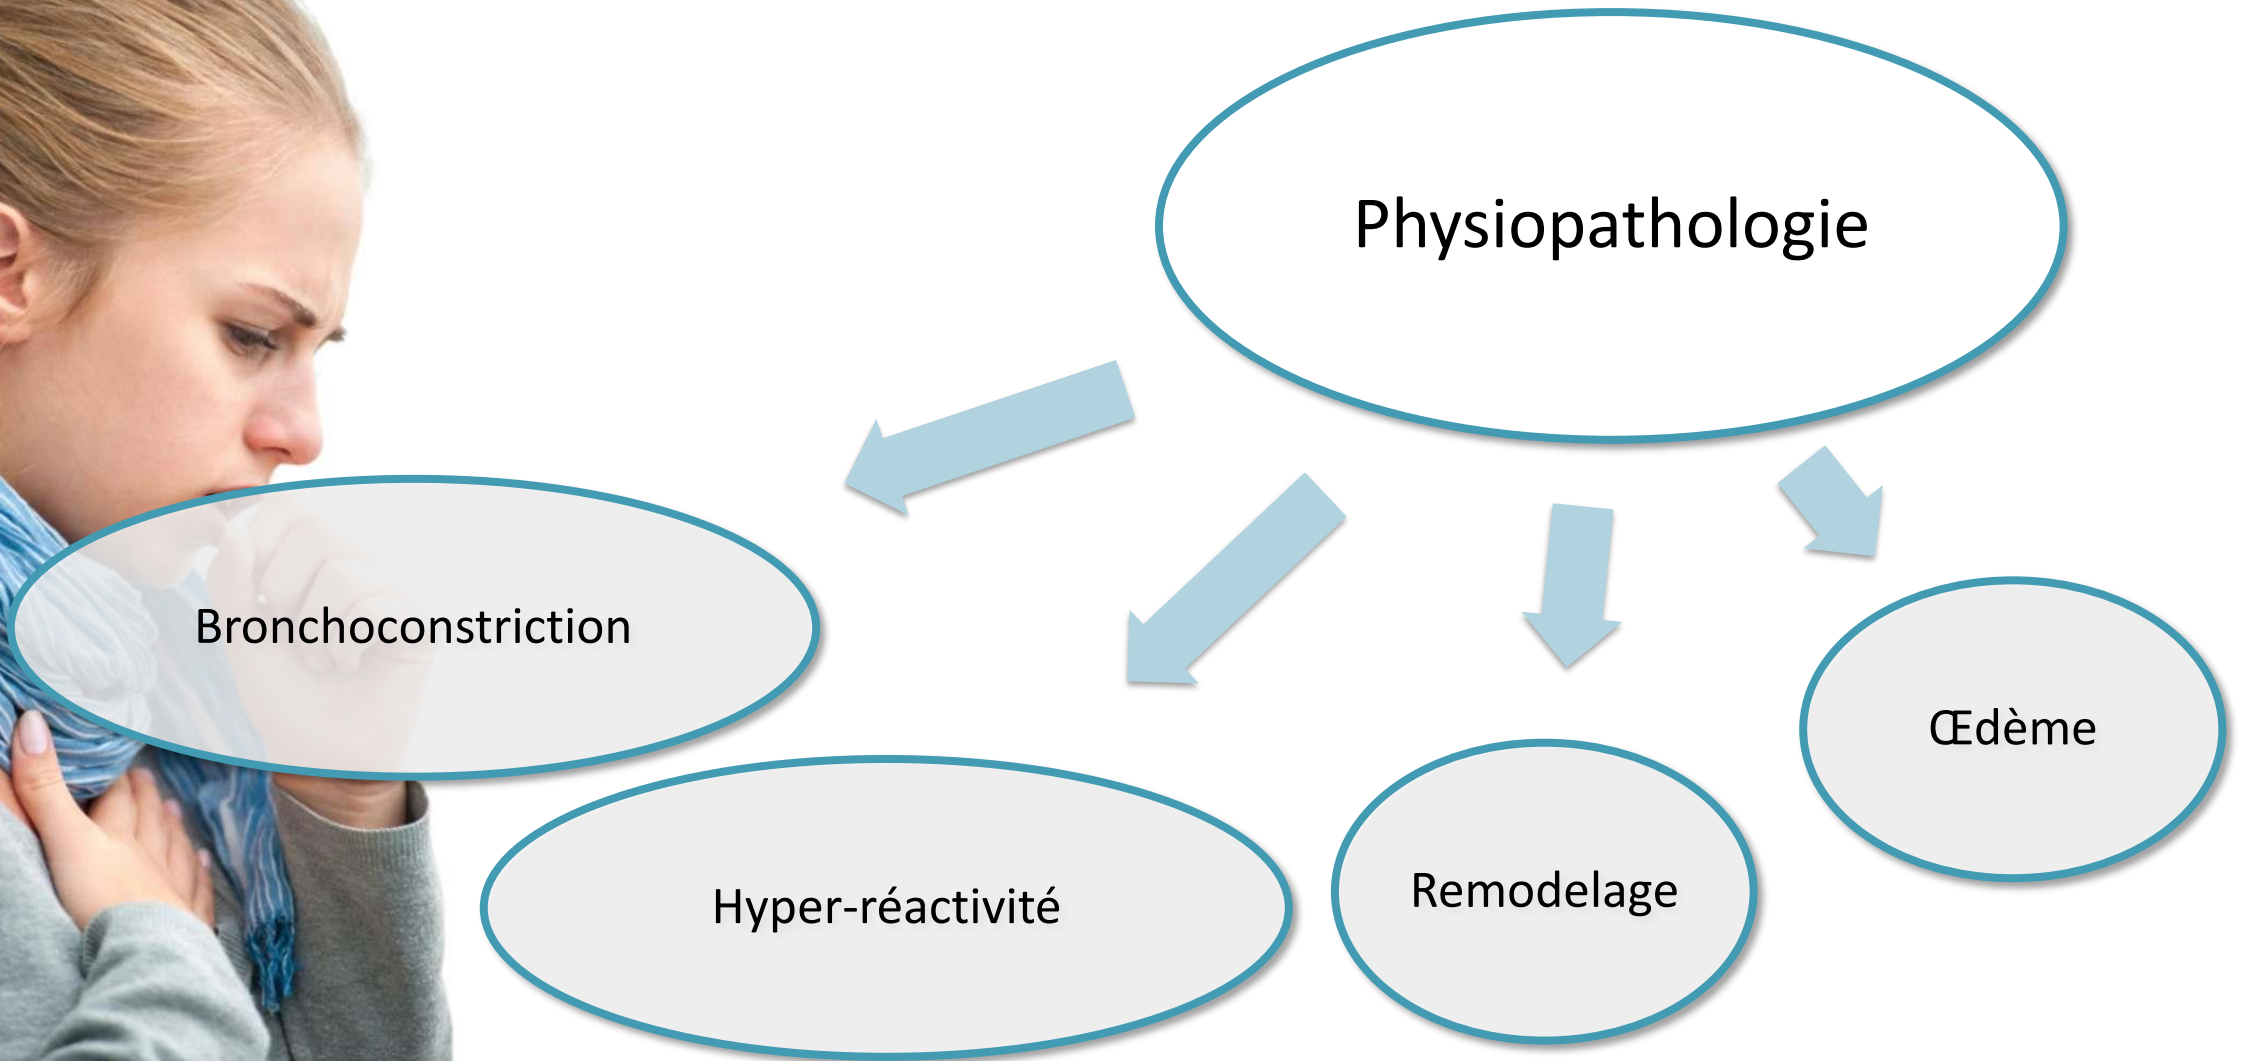 Physiopathologie
Bronchoconstriction
Hyper-réactivité
Remodelage
Œdème